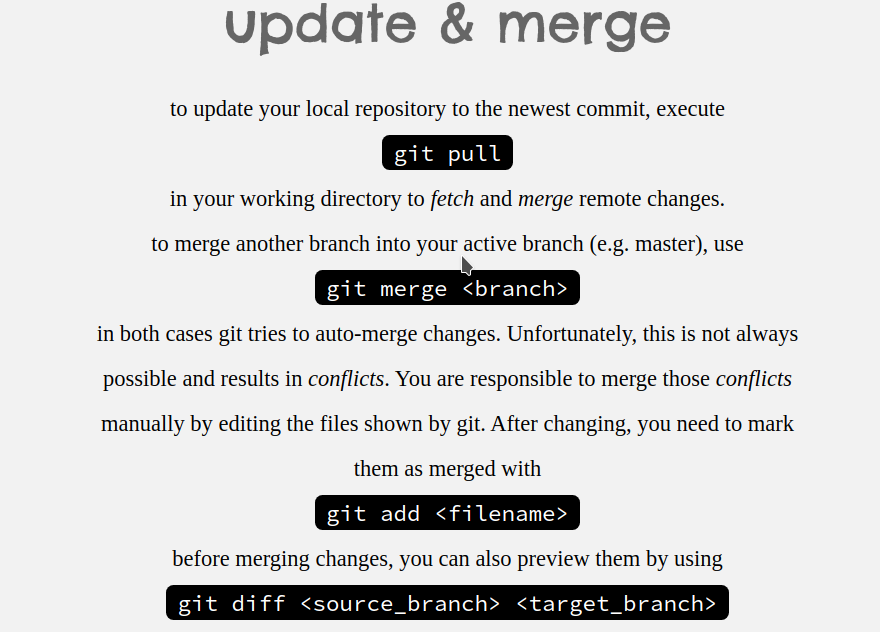 update & merge
to update your local repository to the newest commit, execute
git pull
in your working directory to fetch and merge remote changes.
to merge another branch into your active branch (e.g. master), use
git merge <branch>
in both cases git tries to auto-merge changes. Unfortunately, this is not always
possible and results in conflicts. You are responsible to merge those conflicts
manually by editing the files shown by git. After changing, you need to mark
them as merged with
git add <filename>
before merging changes, you can also preview them by using
git diff <source_branch> <target_branch>